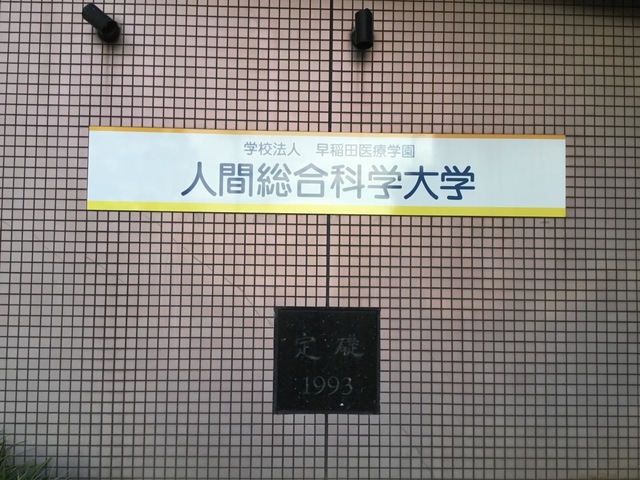 学校法人 早稲田医療学園
人間総合科学大学
定礎
1993